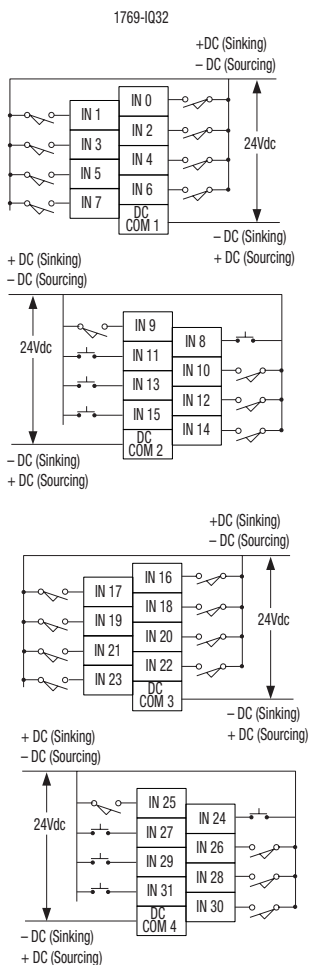 1769-IQ32
+DC (Sinking)
– DC (Sourcing)
IN 0
IN 1
IN 2
IN 3
IN 4
24Vdc
IN 5
IN 6
IN 7
DC
COM 1
– DC (Sinking)
+ DC (Sourcing)
+ DC (Sinking)
– DC (Sourcing)
IN 9
IN 8
24Vdc
IN 11
IN 10
IN 13
IN 12
IN 15
IN 14
DC
COM 2
– DC (Sinking)
+ DC (Sourcing)
+DC (Sinking)
– DC (Sourcing)
IN 16
IN 17
IN 18
24Vdc
IN 19
IN 20
IN 21
IN 22
IN 23
DC
COM 3
– DC (Sinking)
+ DC (Sourcing)
+ DC (Sinking)
– DC (Sourcing)
IN 25
IN 24
24Vdc
IN 27
IN 26
IN 29
IN 28
IN 31
IN 30
DC
COM 4
– DC (Sinking)
+ DC (Sourcing)